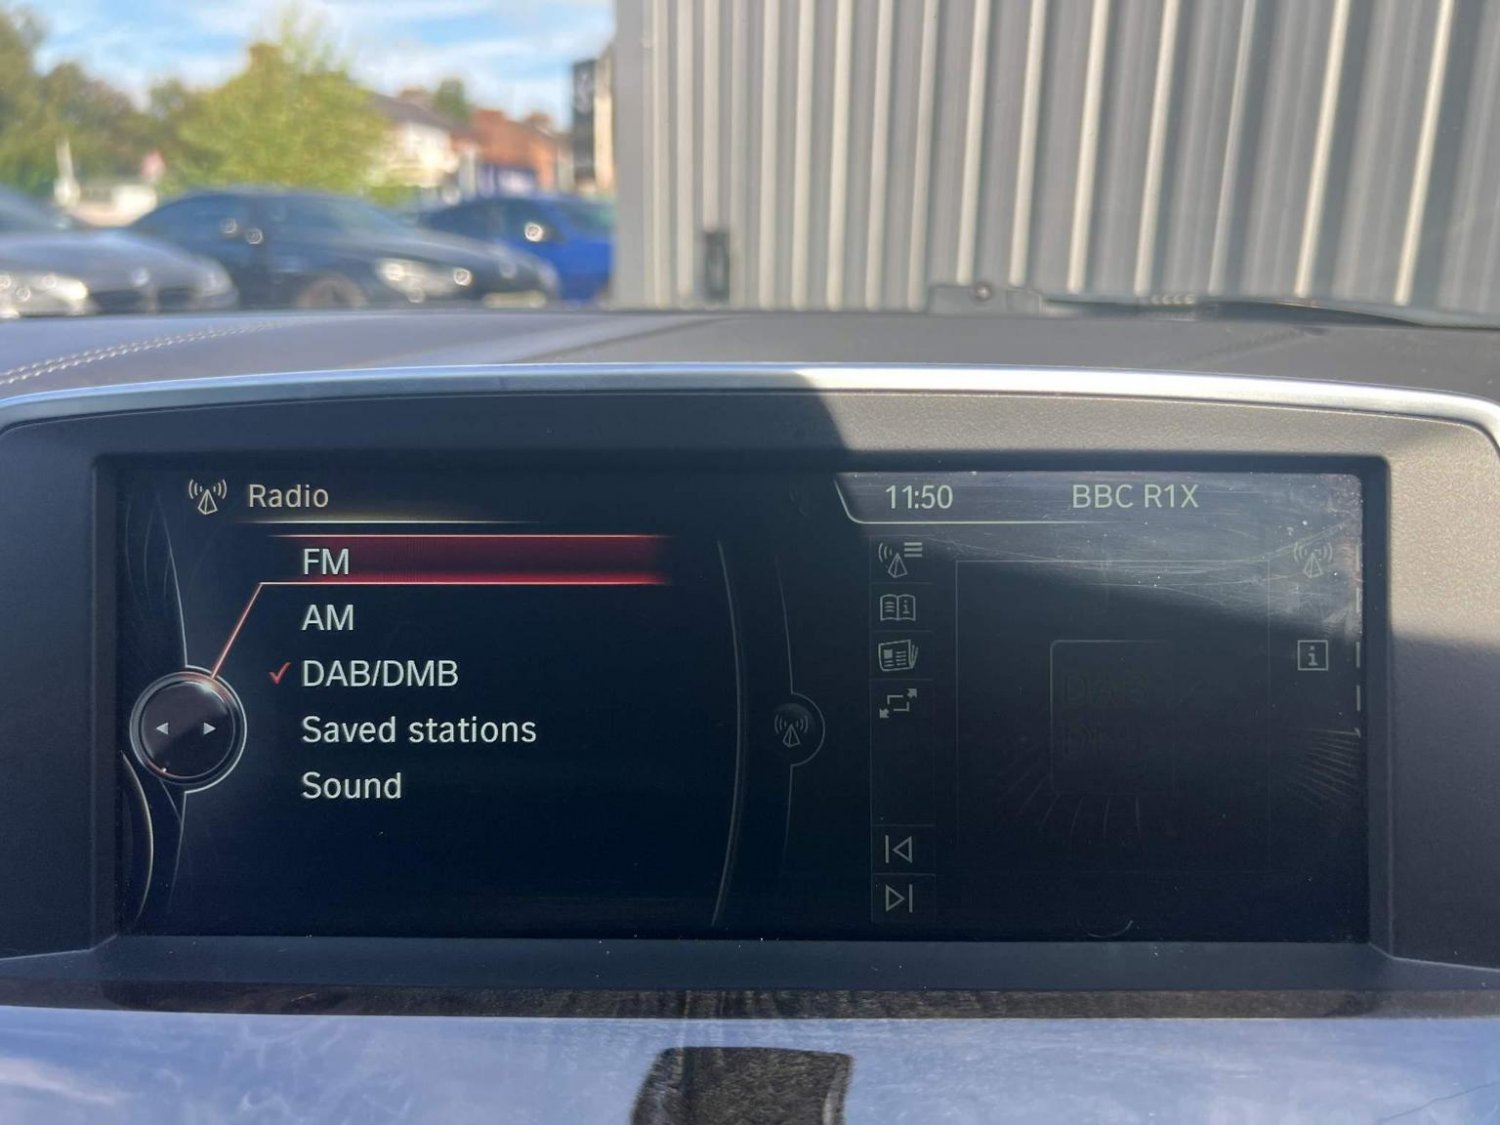 Radio
11:50
BBC R1X
FM
AM
DAB/DMB
Saved stations
Sound